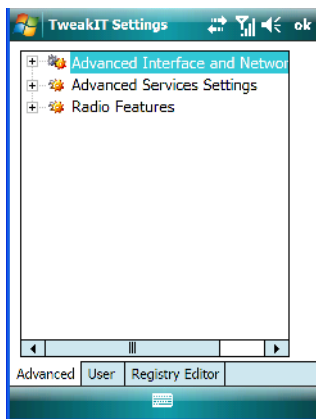 TweakIT Settings ok
Advanced Interface and Networ
Advanced Services Settings
Radio Features
Advanced User Registry Editor